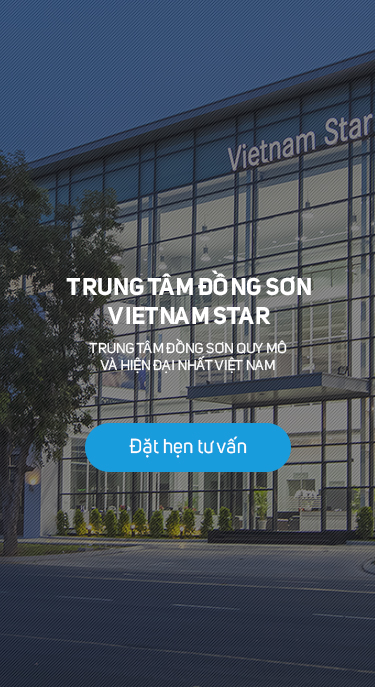 Vietnam Star
TRUNG TÂM ĐỒNG SƠN
VIETNAM STAR
TRUNG TÂM ĐỒNG SƠN QUY MÔ
VÀ HIỆN ĐẠI NHẤT VIỆT NAM
Đặt hẹn tư vấn